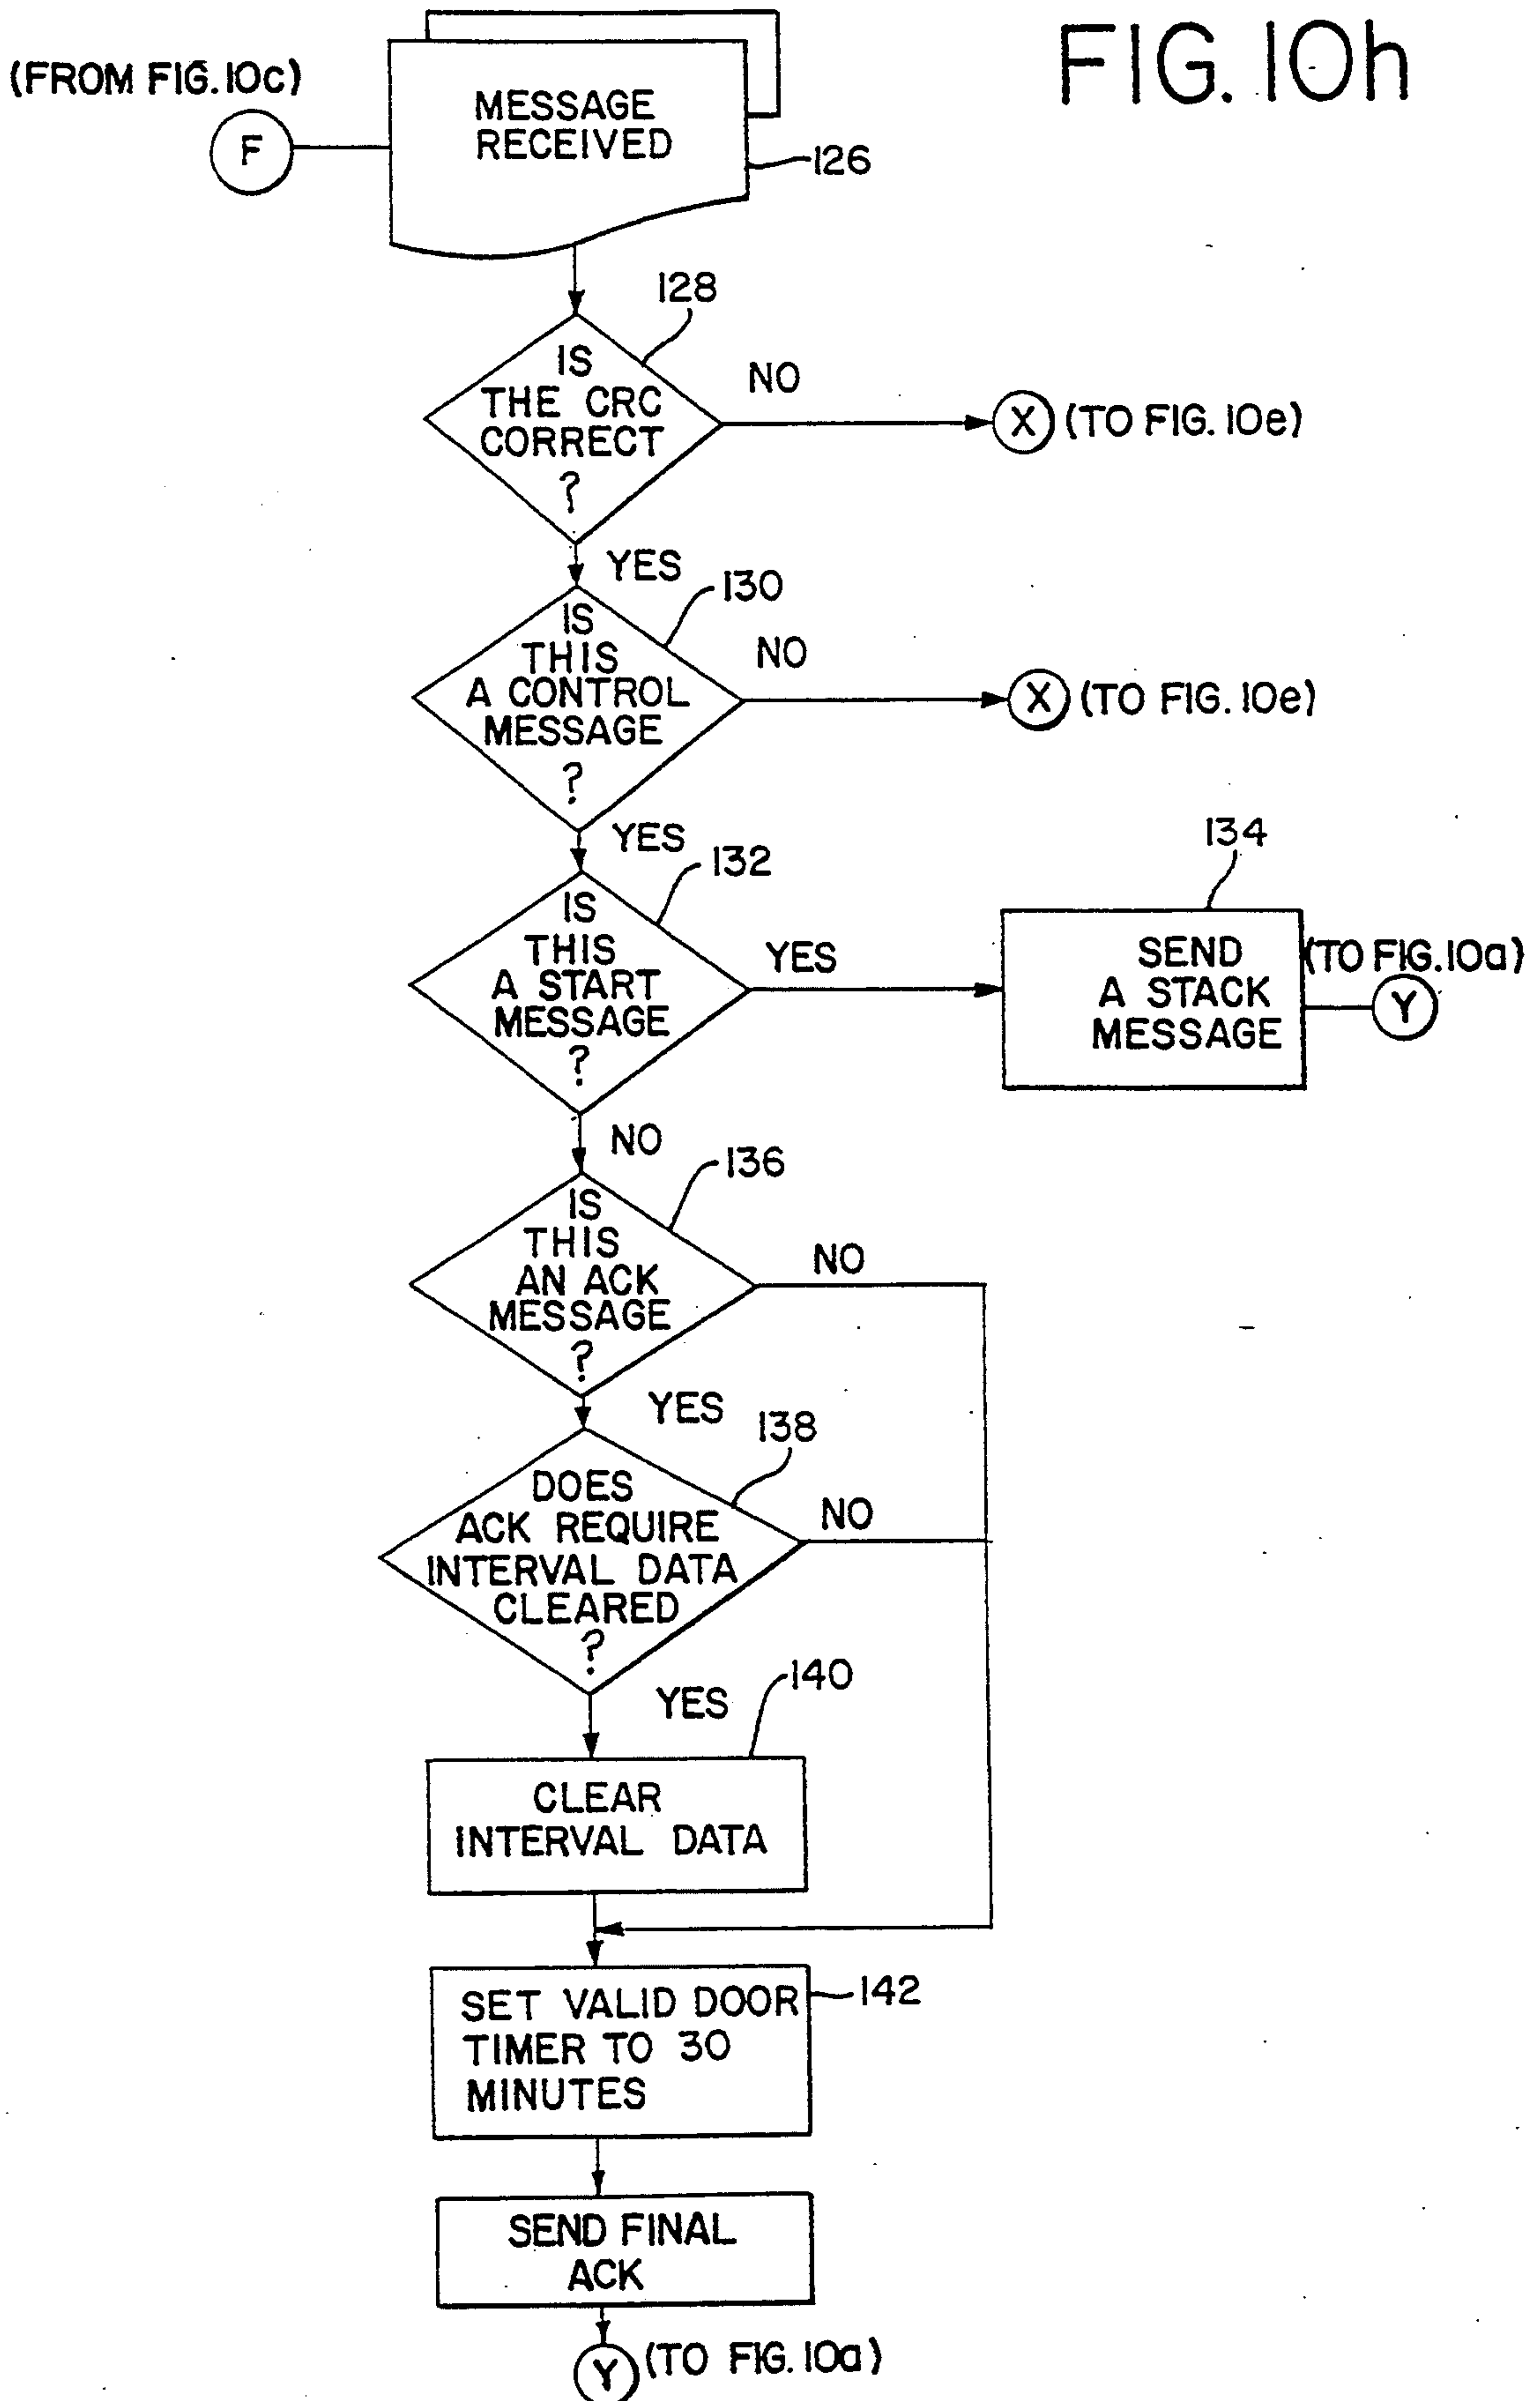 FIG. 10h
(FROM FIG. 10c)
F
MESSAGE
RECEIVED
126
128
IS
THE CRC
CORRECT
?
NO
X (TO FIG. 10e)
YES
130
IS
THIS
A CONTROL
MESSAGE
?
NO
X (TO FIG. 10e)
YES
132
IS
THIS
A START
MESSAGE
?
YES
134
SEND
A STACK
MESSAGE
(TO FIG. 10a)
Y
NO
136
IS
THIS
AN ACK
MESSAGE
?
NO
YES
138
DOES
ACK REQUIRE
INTERVAL DATA
CLEARED
?
NO
YES
140
CLEAR
INTERVAL DATA
SET VALID DOOR
TIMER TO 30
MINUTES
142
SEND FINAL
ACK
Y (TO FIG. 10a)